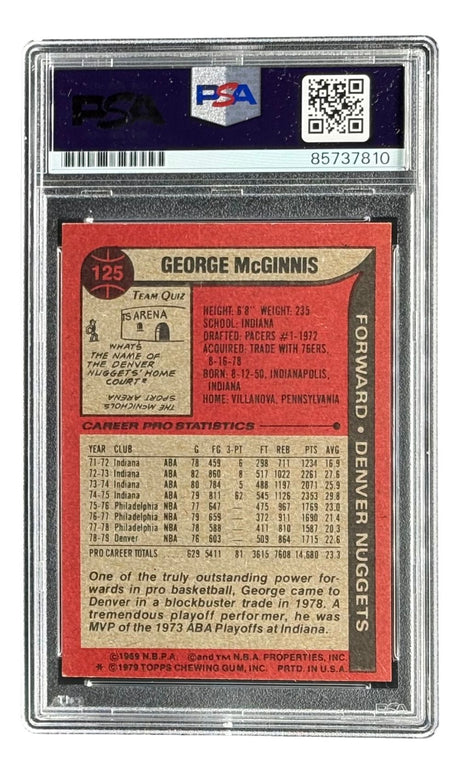 PSA
PSA
85737810
125 GEORGE McGINNIS
TEAM QUIZ
TS ARENA
WHAT'S
THE NAME OF
THE DENVER
NUGGETS' HOME
COURT?
THE McNICHOLS
SPORT ARENA
HEIGHT: 6'8" WEIGHT: 235
SCHOOL: INDIANA
DRAFTED: PACERS #1-1972
ACQUIRED: TRADE WITH 76ERS,
8-16-78
BORN: 8-12-50, INDIANAPOLIS,
INDIANA
HOME: VILLANOVA, PENNSYLVANIA
FORWARD • DENVER NUGGETS
CAREER PRO STATISTICS
YEAR CLUB G FG 3-PT FT REB PTS AVG
71-72 Indiana ABA 78 459 6 298 711 1234 16.9
72-73 Indiana ABA 82 860 8 517 1022 2261 27.6
73-74 Indiana ABA 80 784 5 488 1197 2071 25.9
74-75 Indiana ABA 79 811 62 545 1126 2353 29.8
75-76 Philadelphia NBA 77 647 475 967 1769 23.0
76-77 Philadelphia NBA 79 659 372 911 1690 21.4
77-78 Philadelphia NBA 78 588 411 810 1587 20.3
78-79 Denver NBA 76 603 509 864 1715 22.6
PRO CAREER TOTALS 629 5411 81 3615 7608 14,680 23.3
One of the truly outstanding power for-
wards in pro basketball, George came to
Denver in a blockbuster trade in 1978. A
tremendous playoff performer, he was
MVP of the 1973 ABA Playoffs at Indiana.
©1969 N.B.P.A. ©and TM N.B.A. PROPERTIES, INC.
* ©1979 TOPPS CHEWING GUM, INC. PRTD. IN U.S.A.
PSA